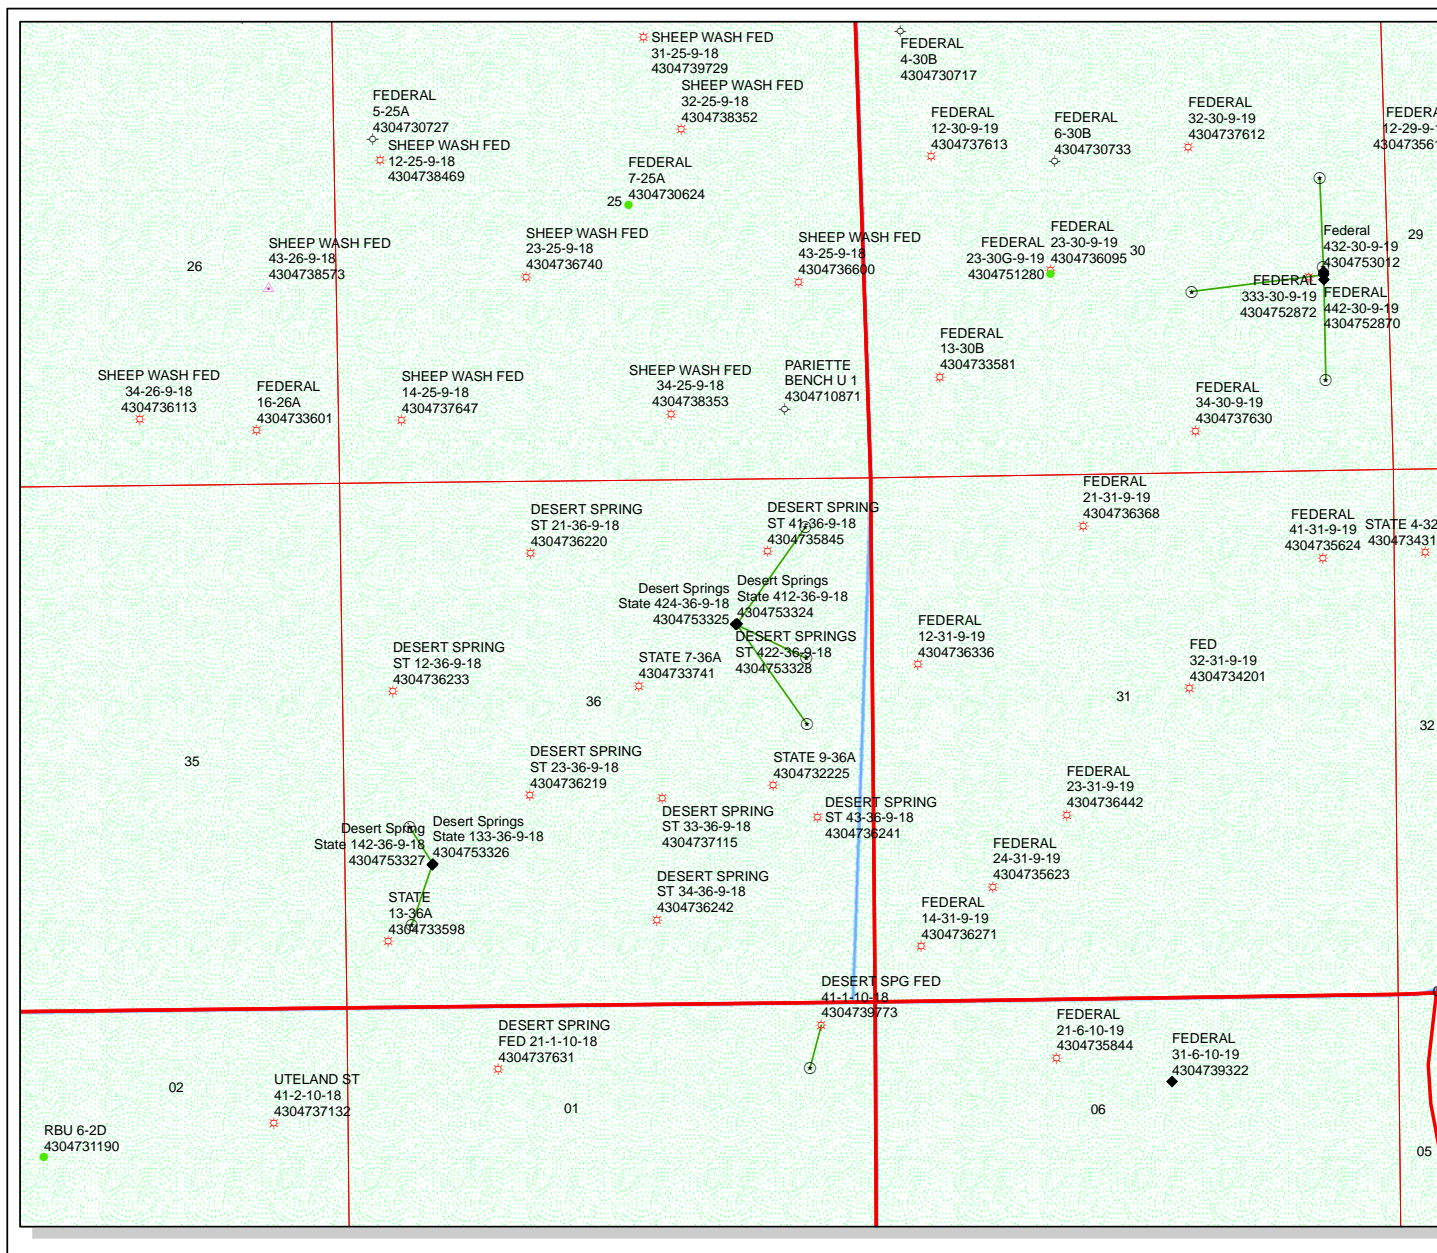 SHEEP WASH FED
31-25-9-18
4304739729
FEDERAL
4-30B
4304730717
SHEEP WASH FED
32-25-9-18
4304738352
FEDERAL
5-25A
4304730727
SHEEP WASH FED
12-25-9-18
4304738469
FEDERAL
7-25A
4304730624
25
FEDERAL
12-30-9-19
4304737613
FEDERAL
6-30B
4304730733
FEDERAL
32-30-9-19
4304737612
FEDERA
12-29-9-1
430473561
26
SHEEP WASH FED
43-26-9-18
4304738573
SHEEP WASH FED
23-25-9-18
4304736740
SHEEP WASH FED
43-25-9-18
4304736600
FEDERAL
23-30G-9-19
4304751280
FEDERAL
23-30-9-19
4304736095
30
Federal
432-30-9-19
4304753012
29
FEDERAL
333-30-9-19
4304752872
FEDERAL
442-30-9-19
4304752870
SHEEP WASH FED
34-26-9-18
4304736113
FEDERAL
16-26A
4304733601
SHEEP WASH FED
14-25-9-18
4304737647
SHEEP WASH FED
34-25-9-18
4304738353
PARIETTE
BENCH U 1
4304710871
FEDERAL
13-30B
4304733581
FEDERAL
34-30-9-19
4304737630
DESERT SPRING
ST 21-36-9-18
4304736220
DESERT SPRING
ST 41-36-9-18
4304735845
FEDERAL
21-31-9-19
4304736368
FEDERAL
41-31-9-19
4304735624
STATE 4-32
430473431
Desert Springs
State 424-36-9-18
4304753325
Desert Springs
State 412-36-9-18
4304753324
DESERT SPRINGS
ST 422-36-9-18
4304753328
DESERT SPRING
ST 12-36-9-18
4304736233
STATE 7-36A
4304733741
36
FEDERAL
12-31-9-19
4304736336
FED
32-31-9-19
4304734201
31
32
35
DESERT SPRING
ST 23-36-9-18
4304736219
STATE 9-36A
4304732225
DESERT SPRING
ST 33-36-9-18
4304737115
DESERT SPRING
ST 43-36-9-18
4304736241
FEDERAL
23-31-9-19
4304736442
Desert Spring
State 142-36-9-18
4304753327
Desert Springs
State 133-36-9-18
4304753326
FEDERAL
24-31-9-19
4304735623
STATE
13-36A
4304733598
DESERT SPRING
ST 34-36-9-18
4304736242
FEDERAL
14-31-9-19
4304736271
DESERT SPG FED
41-1-10-18
4304739773
DESERT SPRING
FED 21-1-10-18
4304737631
FEDERAL
21-6-10-19
4304735844
FEDERAL
31-6-10-19
4304739322
02
UTELAND ST
41-2-10-18
4304737132
01
06
RBU 6-2D
4304731190
05